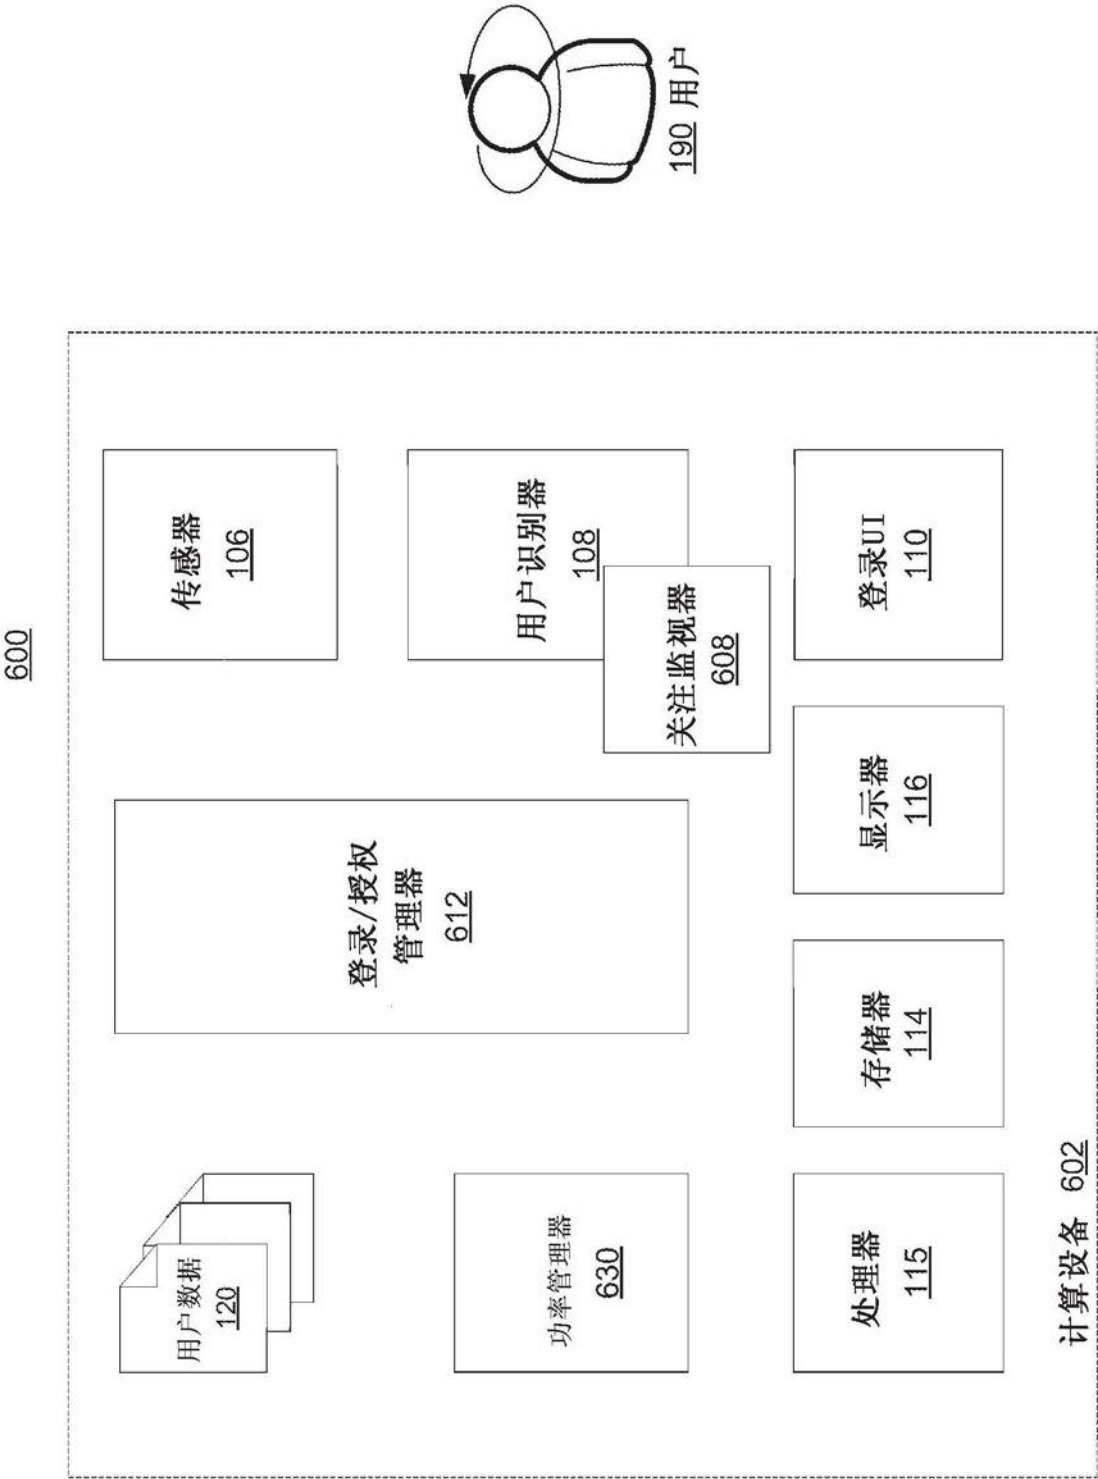 600
用户数据
120
登录/授权
管理器
612
传感器
106
功率管理器
630
用户识别器
108
关注监视器
608
190 用户
处理器
115
存储器
114
显示器
116
登录UI
110
计算设备 602